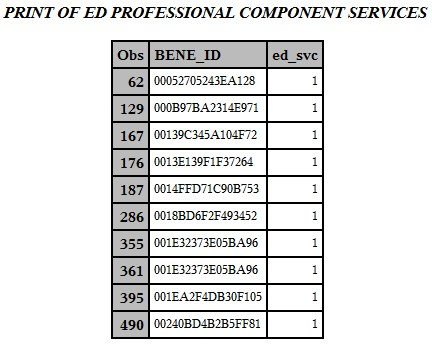 PRINT OF ED PROFESSIONAL COMPONENT SERVICES
Obs BENE_ID ed_svc
62 00052705243EA128 1
129 000B97BA2314E971 1
167 00139C345A104F72 1
176 0013E139F1F37264 1
187 0014FFD71C90B753 1
286 0018BD6F2F493452 1
355 001E32373E05BA96 1
361 001E32373E05BA96 1
395 001EA2F4DB30F105 1
490 00240BD4B2B5FF81 1